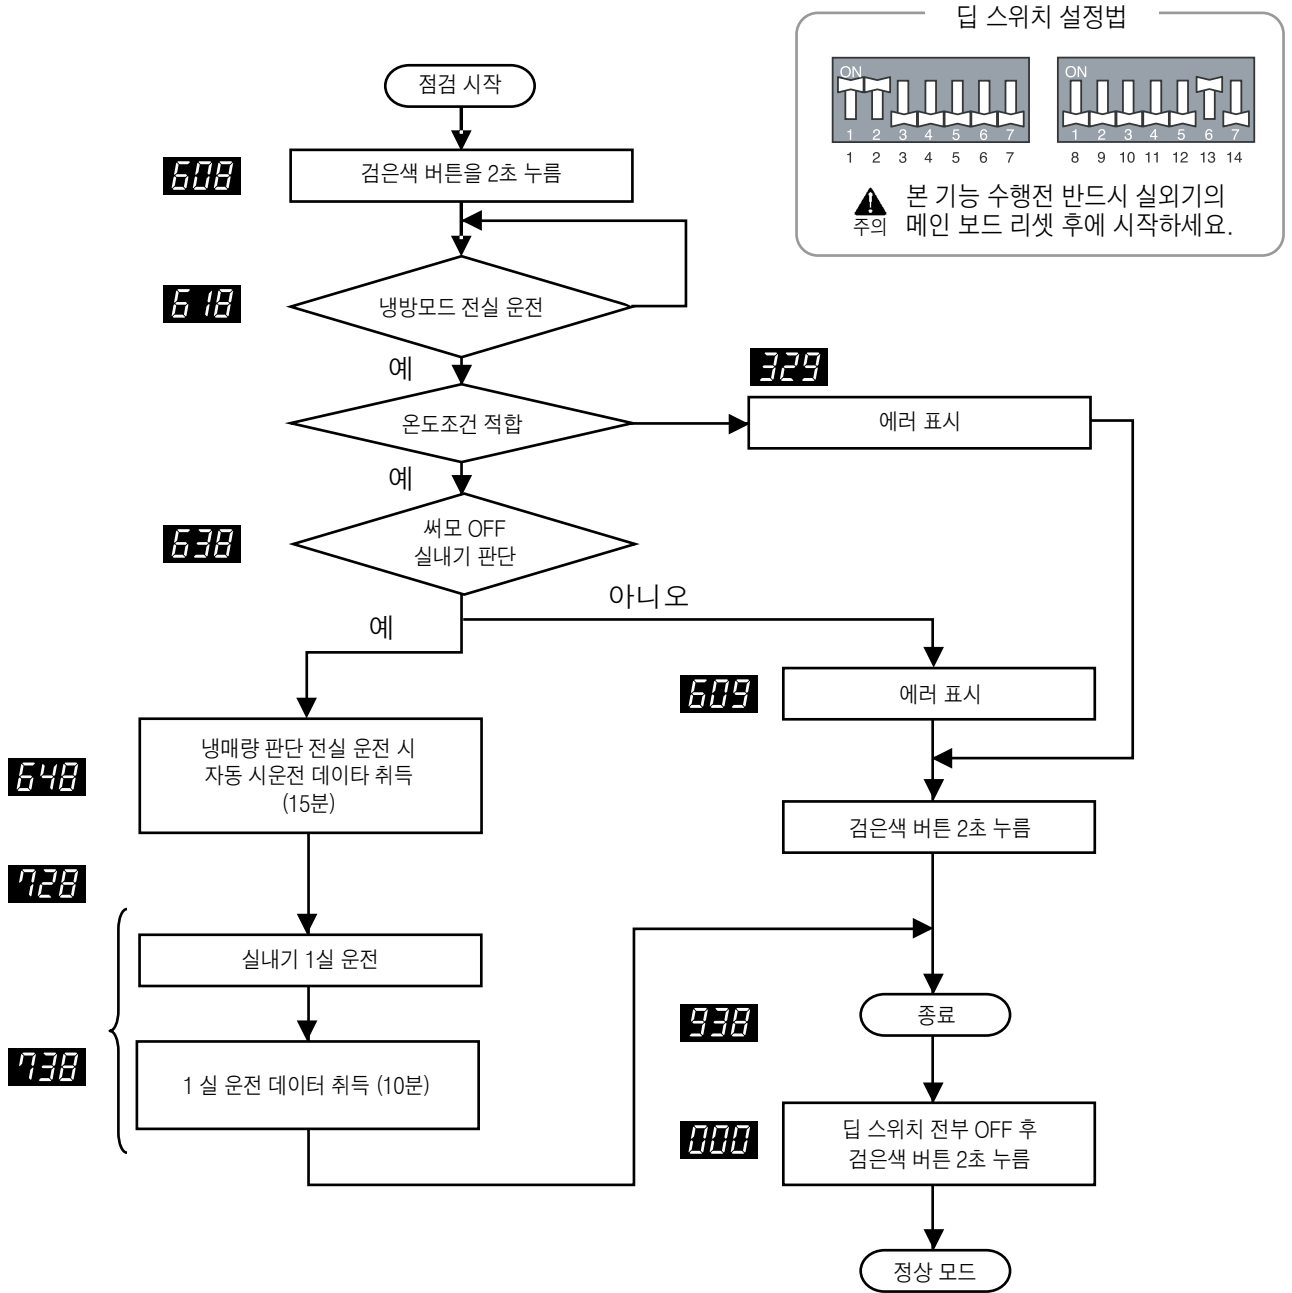 딥 스위치 설정법
ON
1 2 3 4 5 6 7
1 2 3 4 5 6 7
ON
1 2 3 4 5 6 7
8 9 10 11 12 13 14
주의
본 기능 수행전 반드시 실외기의
메인 보드 리셋 후에 시작하세요.
점검 시작
608
검은색 버튼을 2초 누름
618
냉방모드 전실 운전
예
329
온도조건 적합
에러 표시
예
638
써모 OFF
실내기 판단
아니오
예
609
에러 표시
648
냉매량 판단 전실 운전 시
자동 시운전 데이타 취득
(15분)
검은색 버튼 2초 누름
728
실내기 1실 운전
938
종료
738
1 실 운전 데이터 취득 (10분)
000
딥 스위치 전부 OFF 후
검은색 버튼 2초 누름
정상 모드